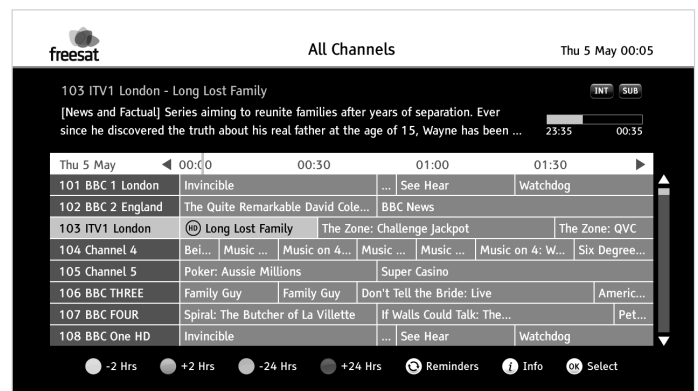 freesat
All Channels
Thu 5 May 00:05
103 ITV1 London - Long Lost Family
INT SUB
[News and Factual] Series aiming to reunite families after years of separation. Ever
since he discovered the truth about his real father at the age of 15, Wayne has been ...
23:35 00:35
Thu 5 May 00:00 00:30 01:00 01:30
101 BBC 1 London Invincible ... See Hear Watchdog
102 BBC 2 England The Quite Remarkable David Cole... BBC News
103 ITV1 London HD Long Lost Family The Zone: Challenge Jackpot The Zone: QVC
104 Channel 4 Bei... Music ... Music on 4... Music ... Music ... Music on 4: W... Six Degree...
105 Channel 5 Poker: Aussie Millions Super Casino
106 BBC THREE Family Guy Family Guy Don't Tell the Bride: Live Americ...
107 BBC FOUR Spiral: The Butcher of La Villette If Walls Could Talk: The... Pet...
108 BBC One HD Invincible ... See Hear Watchdog
-2 Hrs +2 Hrs -24 Hrs +24 Hrs Reminders i Info OK Select